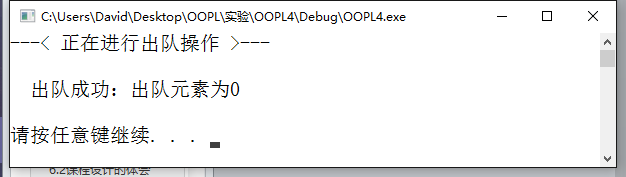 C:\Users\David\Desktop\OOPL\实验\OOPL4\Debug\OOPL4.exe
---< 正在进行出队操作 >---
出队成功：出队元素为0
请按任意键继续. . .
6.2课程设计的体会